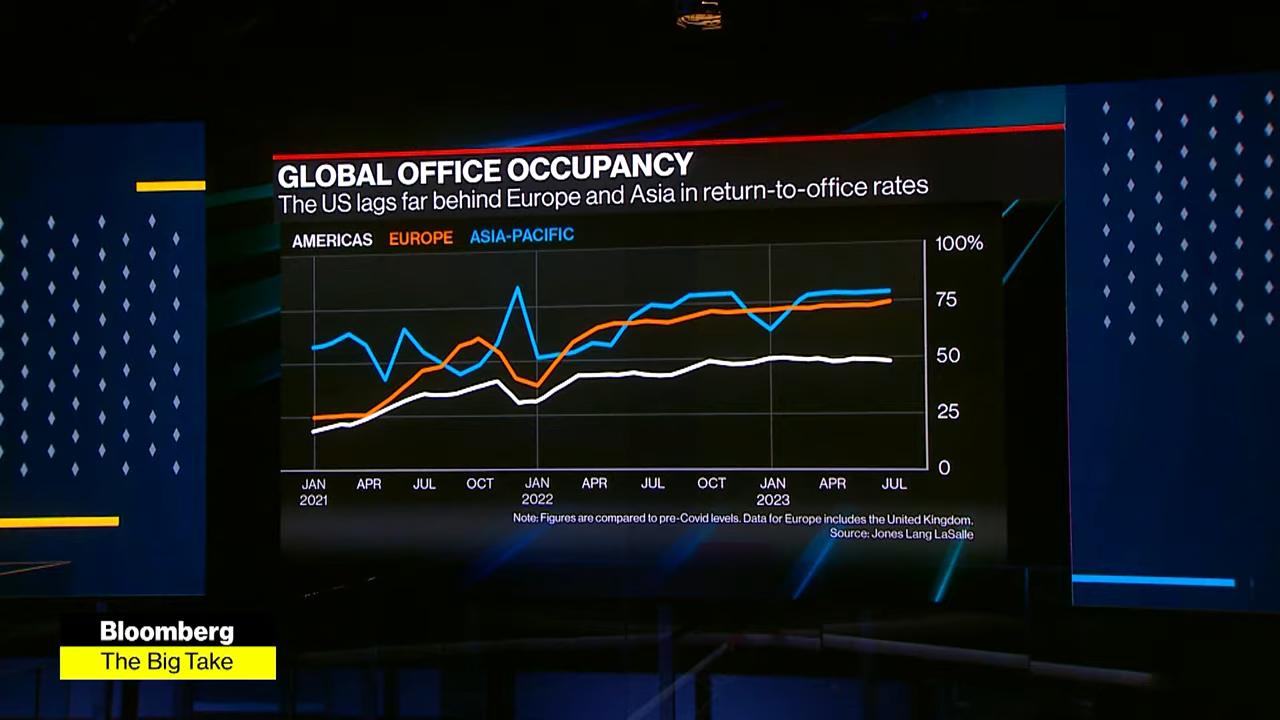 GLOBAL OFFICE OCCUPANCY
The US lags far behind Europe and Asia in return-to-office rates
AMERICAS EUROPE ASIA-PACIFIC
100%
75
50
25
0
JAN APR JUL OCT JAN APR JUL OCT JAN APR JUL
2021 2022 2023
Note: Figures are compared to pre-Covid levels. Data for Europe includes the United Kingdom.
Source: Jones Lang LaSalle
Bloomberg
The Big Take